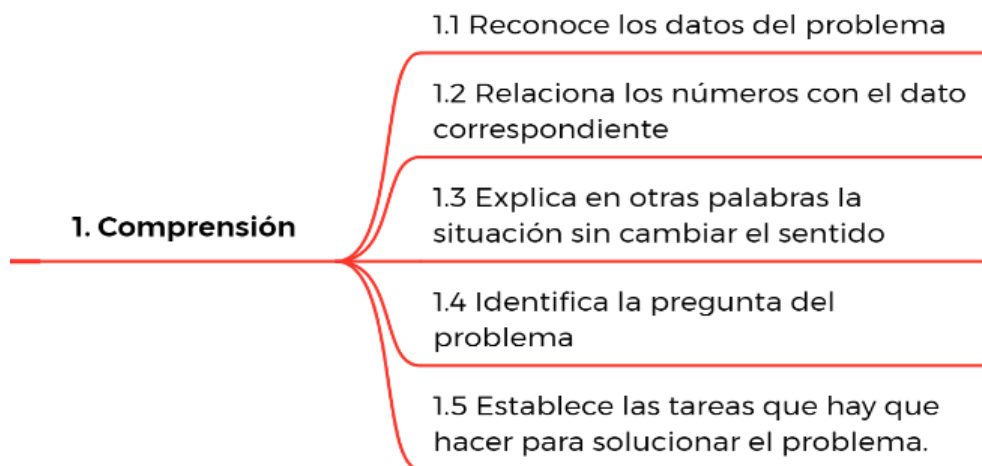 1.1 Reconoce los datos del problema
1.2 Relaciona los números con el dato
correspondiente
1. Comprensión
1.3 Explica en otras palabras la
situación sin cambiar el sentido
1.4 Identifica la pregunta del
problema
1.5 Establece las tareas que hay que
hacer para solucionar el problema.